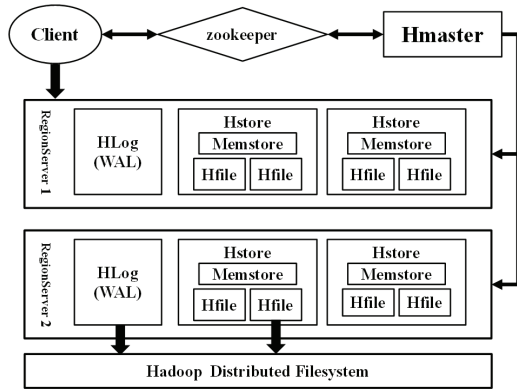 Client
zookeeper
Hmaster
RegionServer 1
HLog
(WAL)
Hstore
Memstore
Hfile
Hfile
Hstore
Memstore
Hfile
Hfile
RegionServer 2
HLog
(WAL)
Hstore
Memstore
Hfile
Hfile
Hstore
Memstore
Hfile
Hfile
Hadoop Distributed Filesystem